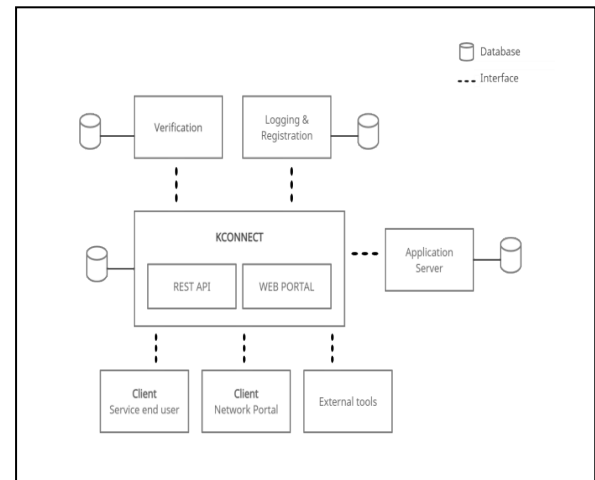 Database
Interface
Verification
Logging &
Registration
KCONNECT
REST API
WEB PORTAL
Application
Server
Client
Service end user
Client
Network Portal
External tools